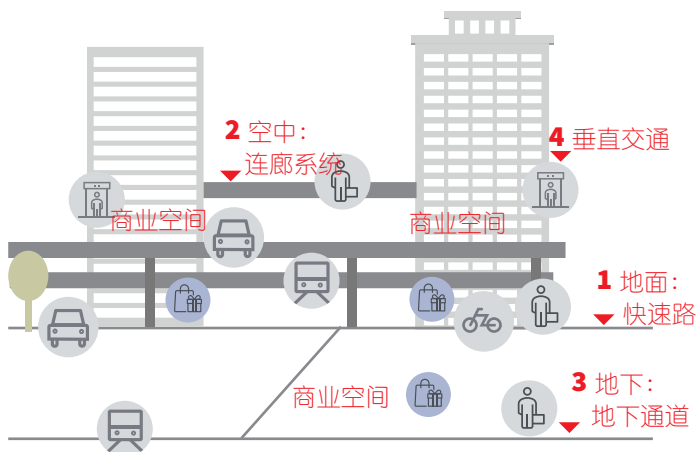 2 空中：
连廊系统
4 垂直交通
商业空间
商业空间
1 地面：
快速路
商业空间
3 地下：
地下通道